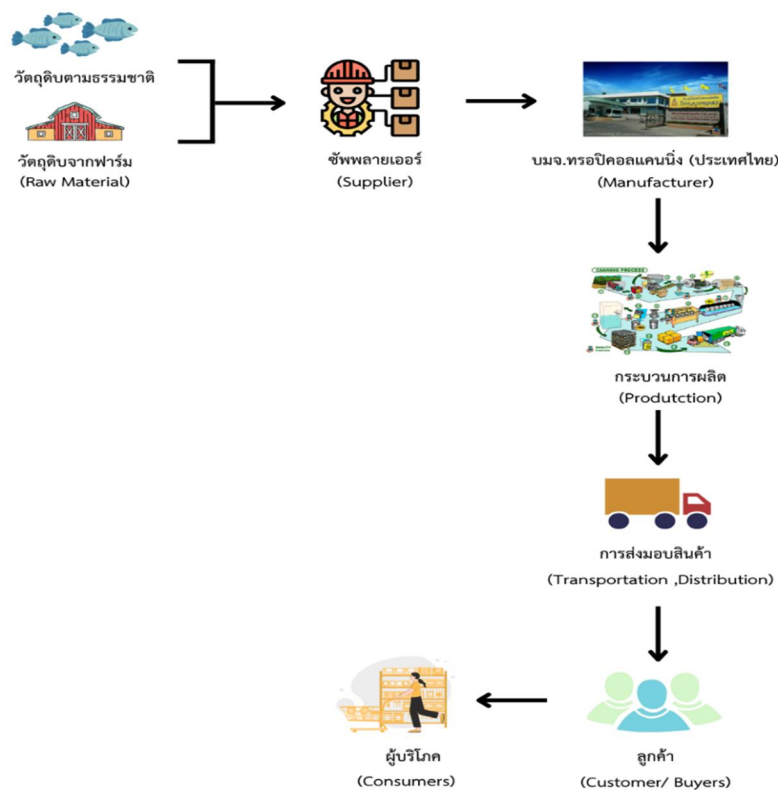 วัตถุดิบตามธรรมชาติ
วัตถุดิบจากฟาร์ม
(Raw Material)
ซัพพลายเออร์
(Supplier)
บมจ.ทรอปิคอลแคนนิ่ง (ประเทศไทย)
(Manufacturer)
CANNING PROCESS
กระบวนการผลิต
(Produtction)
การส่งมอบสินค้า
(Transportation ,Distribution)
ลูกค้า
(Customer/ Buyers)
ผู้บริโภค
(Consumers)